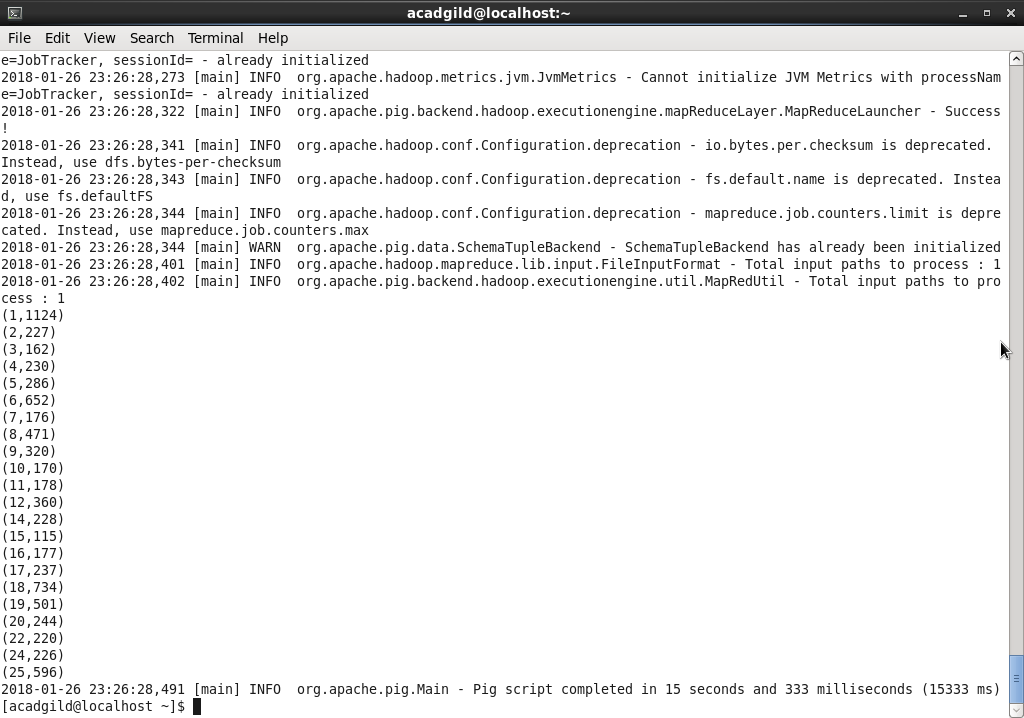 acadgild@localhost:~
File Edit View Search Terminal Help
e=JobTracker, sessionId= - already initialized
2018-01-26 23:26:28,273 [main] INFO  org.apache.hadoop.metrics.jvm.JvmMetrics - Cannot initialize JVM Metrics with processNam
e=JobTracker, sessionId= - already initialized
2018-01-26 23:26:28,322 [main] INFO  org.apache.pig.backend.hadoop.executionengine.mapReduceLayer.MapReduceLauncher - Success
!
2018-01-26 23:26:28,341 [main] INFO  org.apache.hadoop.conf.Configuration.deprecation - io.bytes.per.checksum is deprecated.
Instead, use dfs.bytes-per-checksum
2018-01-26 23:26:28,343 [main] INFO  org.apache.hadoop.conf.Configuration.deprecation - fs.default.name is deprecated. Instea
d, use fs.defaultFS
2018-01-26 23:26:28,344 [main] INFO  org.apache.hadoop.conf.Configuration.deprecation - mapreduce.job.counters.limit is depre
cated. Instead, use mapreduce.job.counters.max
2018-01-26 23:26:28,344 [main] WARN  org.apache.pig.data.SchemaTupleBackend - SchemaTupleBackend has already been initialized
2018-01-26 23:26:28,401 [main] INFO  org.apache.hadoop.mapreduce.lib.input.FileInputFormat - Total input paths to process : 1
2018-01-26 23:26:28,402 [main] INFO  org.apache.pig.backend.hadoop.executionengine.util.MapRedUtil - Total input paths to pro
cess : 1
(1,1124)
(2,227)
(3,162)
(4,230)
(5,286)
(6,652)
(7,176)
(8,471)
(9,320)
(10,170)
(11,178)
(12,360)
(14,228)
(15,115)
(16,177)
(17,237)
(18,734)
(19,501)
(20,244)
(22,220)
(24,226)
(25,596)
2018-01-26 23:26:28,491 [main] INFO  org.apache.pig.Main - Pig script completed in 15 seconds and 333 milliseconds (15333 ms)
[acadgild@localhost ~]$